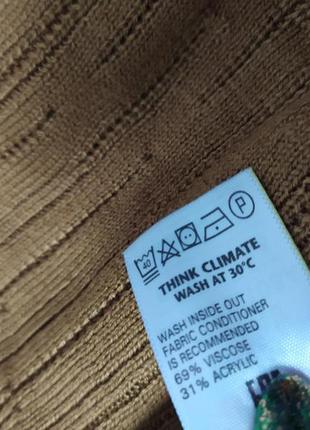 40 P
THINK CLIMATE
WASH AT 30°C
WASH INSIDE OUT
FABRIC CONDITIONER
IS RECOMMENDED
69% VISCOSE
31% ACRYLIC